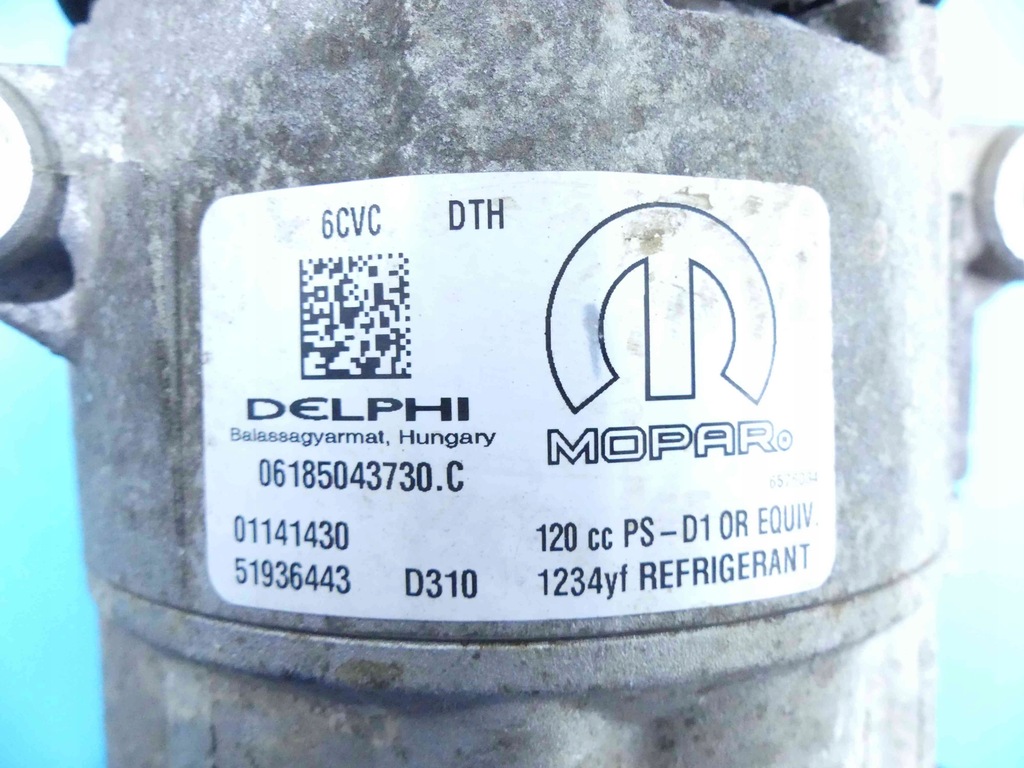 6CVC DTH
DELPHI
Balassagyarmat, Hungary
MOPAR®
06185043730.C
01141430
51936443 D310
120 cc PS-D1 OR EQUIV.
1234yf REFRIGERANT